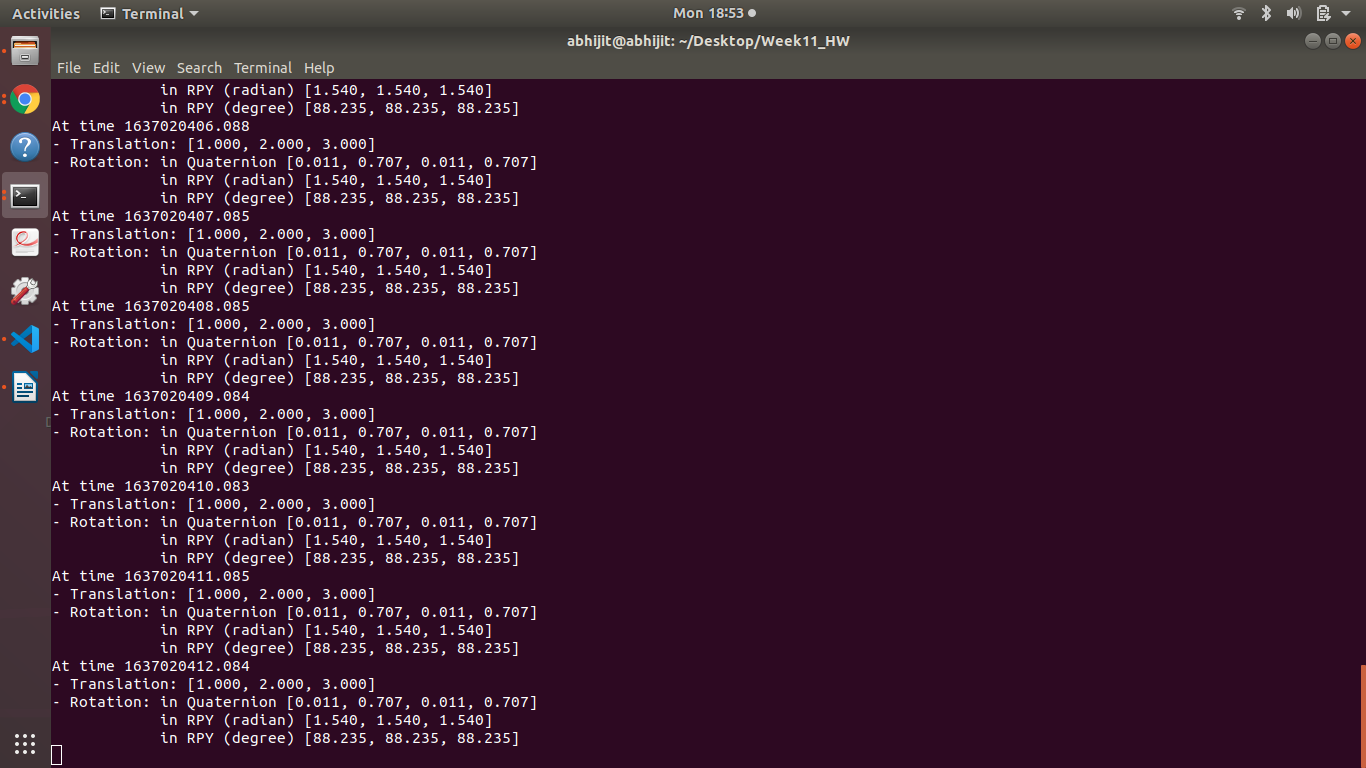 Activities Terminal Mon 18:53
abhijit@abhijit: ~/Desktop/Week11_HW
File Edit View Search Terminal Help
in RPY (radian) [1.540, 1.540, 1.540]
in RPY (degree) [88.235, 88.235, 88.235]
At time 1637020406.088
- Translation: [1.000, 2.000, 3.000]
- Rotation: in Quaternion [0.011, 0.707, 0.011, 0.707]
in RPY (radian) [1.540, 1.540, 1.540]
in RPY (degree) [88.235, 88.235, 88.235]
At time 1637020407.085
- Translation: [1.000, 2.000, 3.000]
- Rotation: in Quaternion [0.011, 0.707, 0.011, 0.707]
in RPY (radian) [1.540, 1.540, 1.540]
in RPY (degree) [88.235, 88.235, 88.235]
At time 1637020408.085
- Translation: [1.000, 2.000, 3.000]
- Rotation: in Quaternion [0.011, 0.707, 0.011, 0.707]
in RPY (radian) [1.540, 1.540, 1.540]
in RPY (degree) [88.235, 88.235, 88.235]
At time 1637020409.084
- Translation: [1.000, 2.000, 3.000]
- Rotation: in Quaternion [0.011, 0.707, 0.011, 0.707]
in RPY (radian) [1.540, 1.540, 1.540]
in RPY (degree) [88.235, 88.235, 88.235]
At time 1637020410.083
- Translation: [1.000, 2.000, 3.000]
- Rotation: in Quaternion [0.011, 0.707, 0.011, 0.707]
in RPY (radian) [1.540, 1.540, 1.540]
in RPY (degree) [88.235, 88.235, 88.235]
At time 1637020411.085
- Translation: [1.000, 2.000, 3.000]
- Rotation: in Quaternion [0.011, 0.707, 0.011, 0.707]
in RPY (radian) [1.540, 1.540, 1.540]
in RPY (degree) [88.235, 88.235, 88.235]
At time 1637020412.084
- Translation: [1.000, 2.000, 3.000]
- Rotation: in Quaternion [0.011, 0.707, 0.011, 0.707]
in RPY (radian) [1.540, 1.540, 1.540]
in RPY (degree) [88.235, 88.235, 88.235]